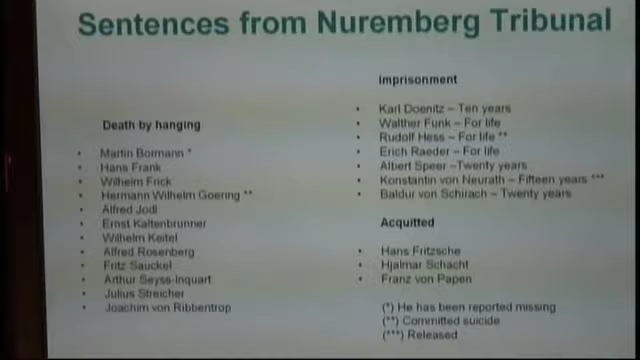 Sentences from Nuremberg Tribunal
Death by hanging
• Martin Bormann *
• Hans Frank
• Wilhelm Frick
• Hermann Wilhelm Goering **
• Alfred Jodl
• Ernst Kaltenbrunner
• Wilhelm Keitel
• Alfred Rosenberg
• Fritz Sauckel
• Arthur Seyss-Inquart
• Julius Streicher
• Joachim von Ribbentrop
Imprisonment
• Karl Doenitz – Ten years
• Walther Funk – For life
• Rudolf Hess – For life **
• Erich Raeder – For life
• Albert Speer –Twenty years
• Konstantin von Neurath – Fifteen years ***
• Baldur von Schirach – Twenty years
Acquitted
• Hans Fritzsche
• Hjalmar Schacht
• Franz von Papen
(*) He has been reported missing
(**) Committed suicide
(***) Released